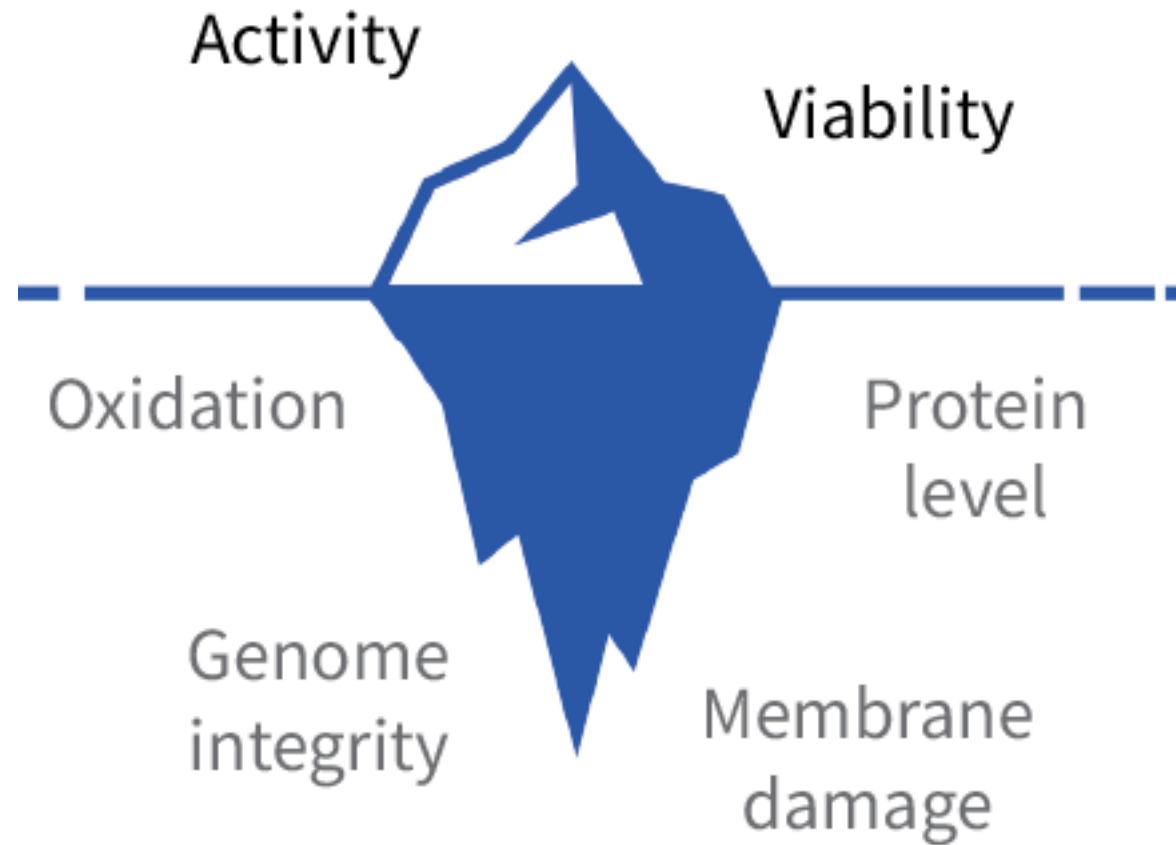 Activity
Viability
Oxidation
Protein
level
Genome
integrity
Membrane
damage